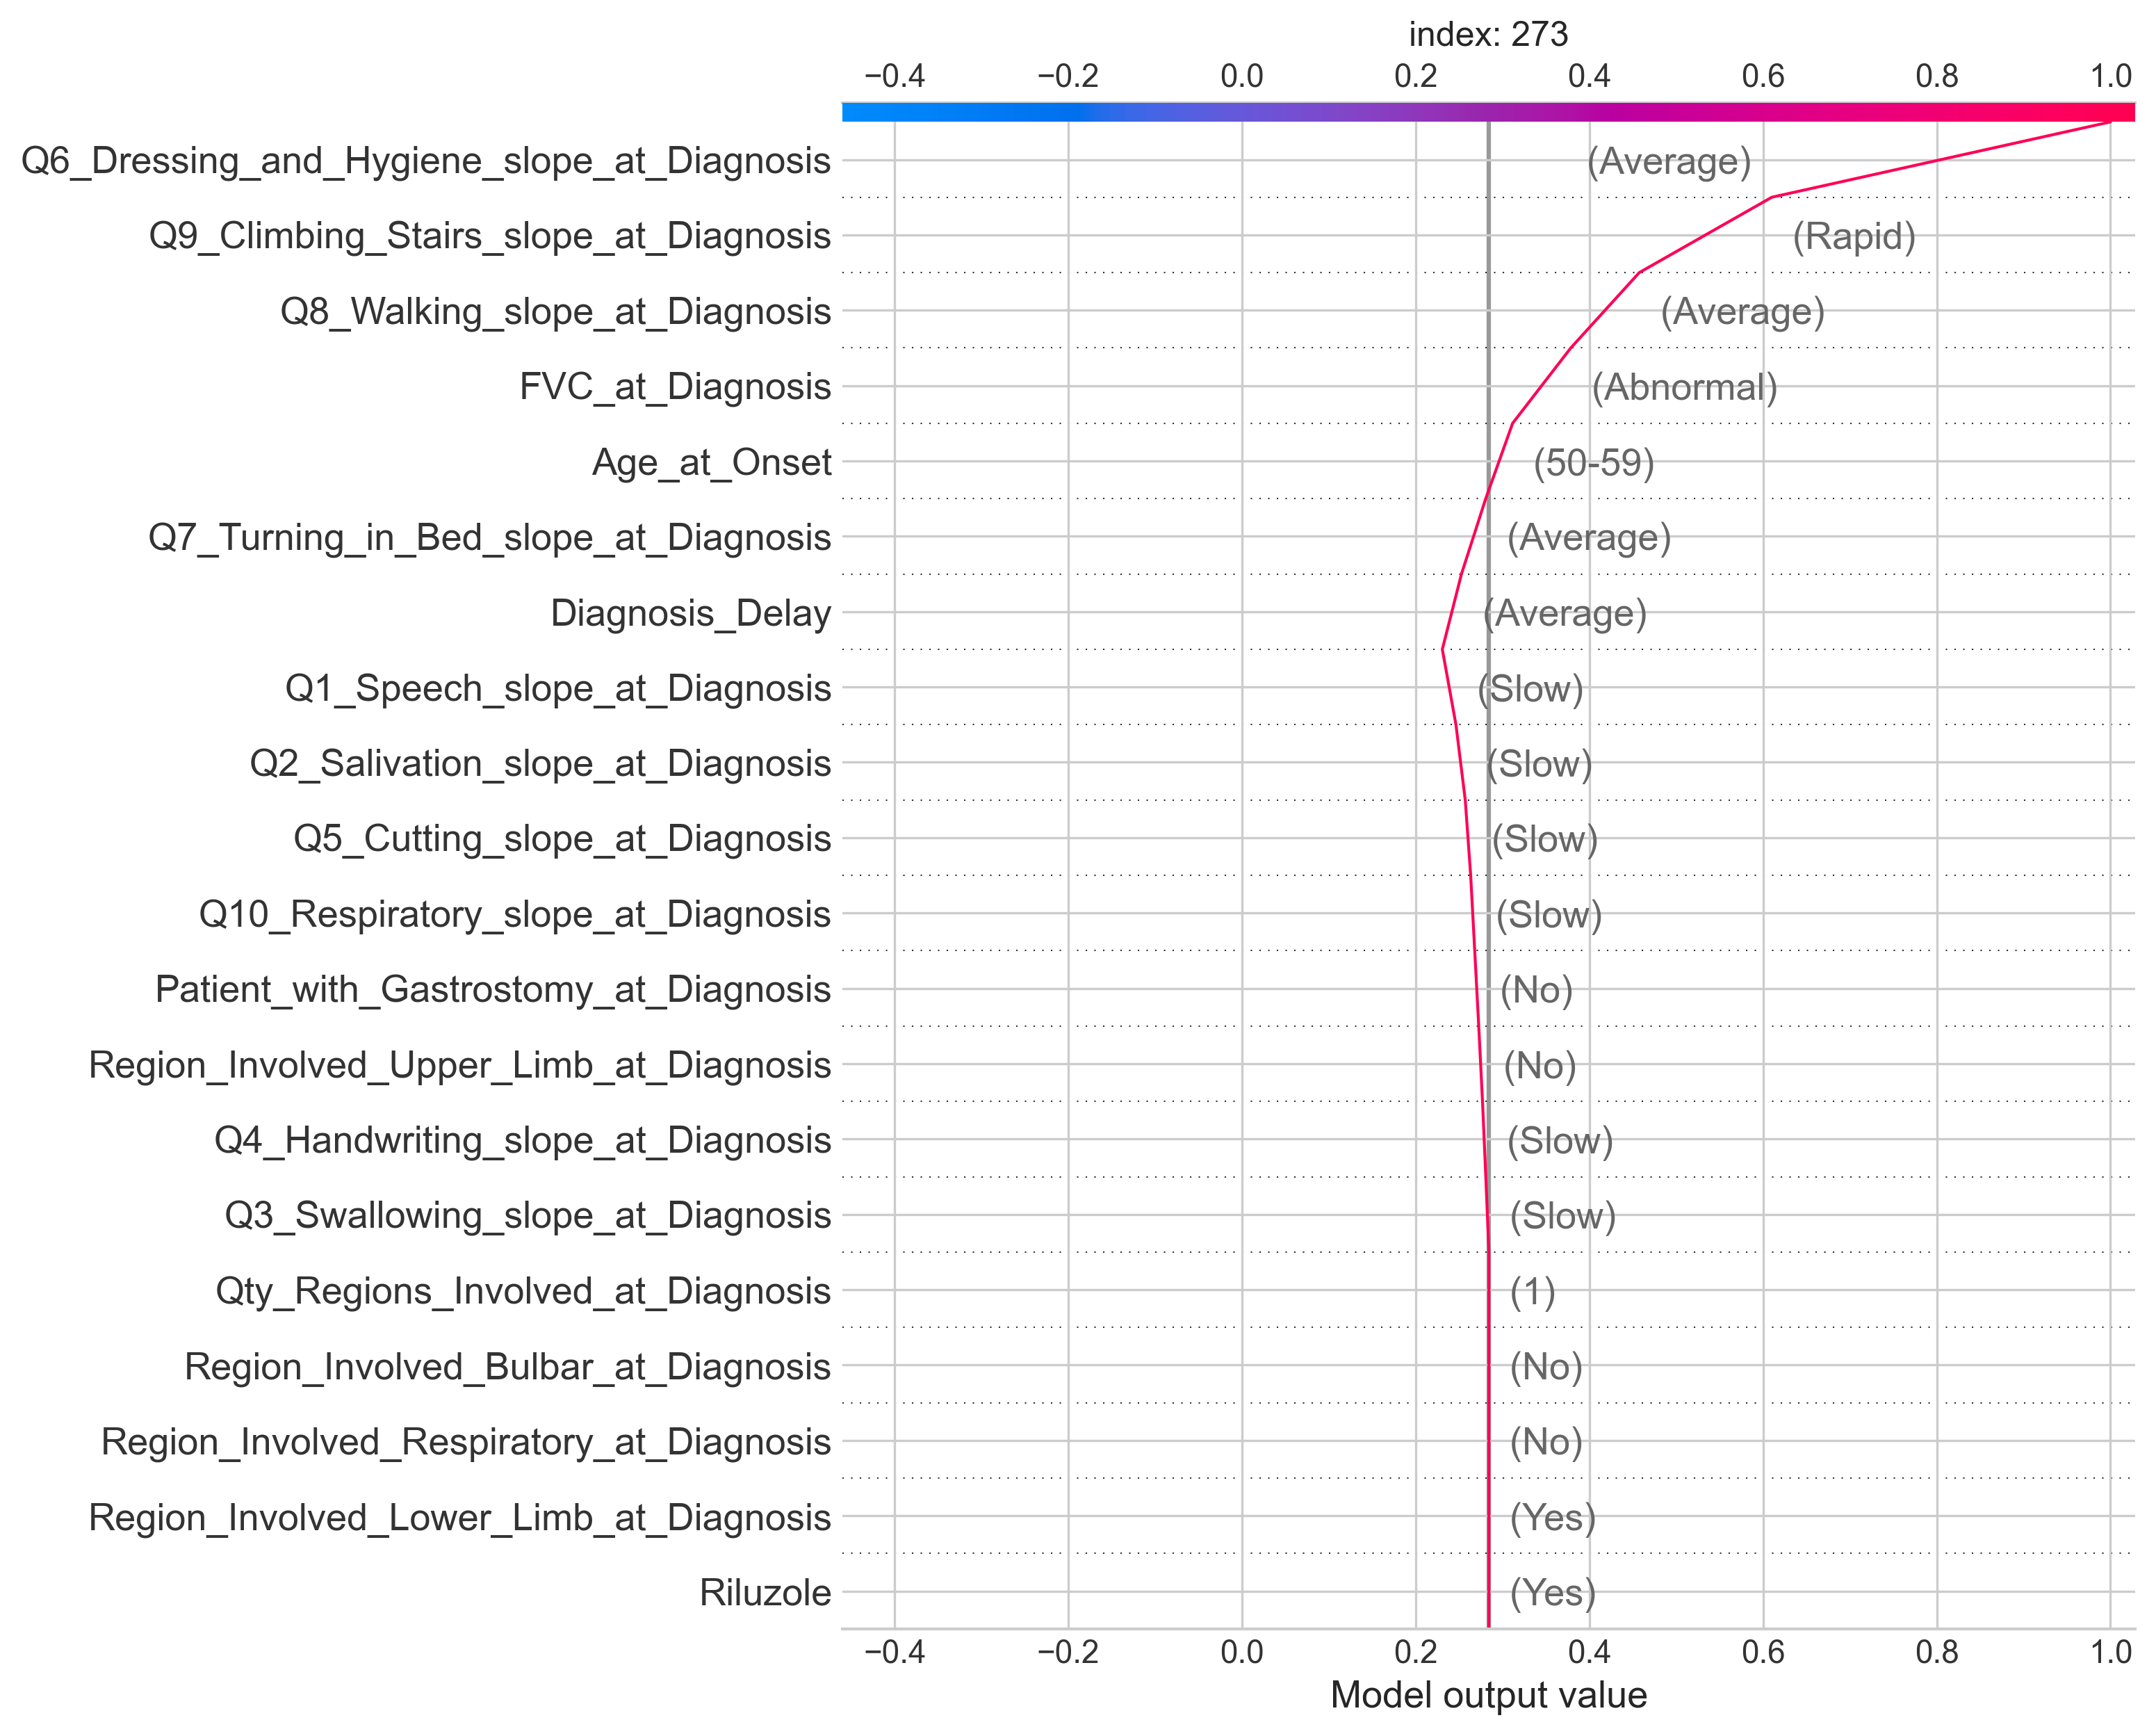 index: 273
−0.4 −0.2 0.0 0.2 0.4 0.6 0.8 1.0
Q6_Dressing_and_Hygiene_slope_at_Diagnosis (Average)
Q9_Climbing_Stairs_slope_at_Diagnosis (Rapid)
Q8_Walking_slope_at_Diagnosis (Average)
FVC_at_Diagnosis (Abnormal)
Age_at_Onset (50-59)
Q7_Turning_in_Bed_slope_at_Diagnosis (Average)
Diagnosis_Delay (Average)
Q1_Speech_slope_at_Diagnosis (Slow)
Q2_Salivation_slope_at_Diagnosis (Slow)
Q5_Cutting_slope_at_Diagnosis (Slow)
Q10_Respiratory_slope_at_Diagnosis (Slow)
Patient_with_Gastrostomy_at_Diagnosis (No)
Region_Involved_Upper_Limb_at_Diagnosis (No)
Q4_Handwriting_slope_at_Diagnosis (Slow)
Q3_Swallowing_slope_at_Diagnosis (Slow)
Qty_Regions_Involved_at_Diagnosis (1)
Region_Involved_Bulbar_at_Diagnosis (No)
Region_Involved_Respiratory_at_Diagnosis (No)
Region_Involved_Lower_Limb_at_Diagnosis (Yes)
Riluzole (Yes)
−0.4 −0.2 0.0 0.2 0.4 0.6 0.8 1.0
Model output value